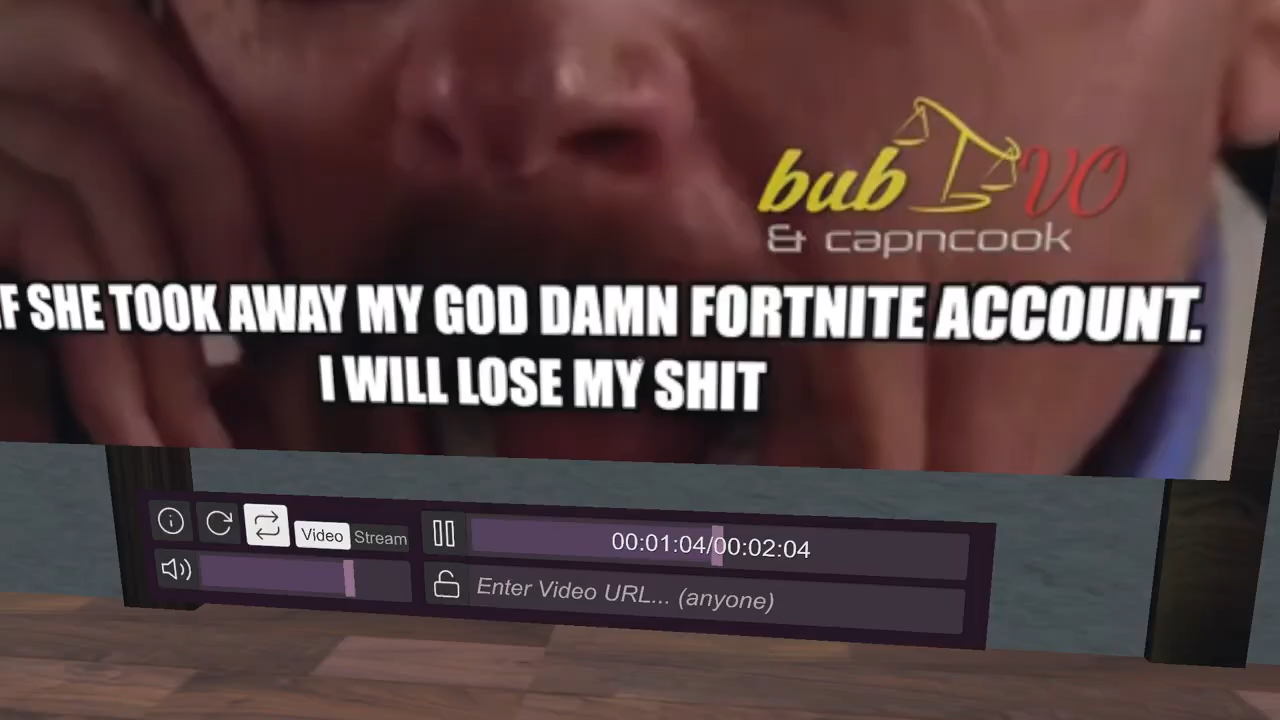 bub VO
& capncook
IF SHE TOOK AWAY MY GOD DAMN FORTNITE ACCOUNT.
I WILL LOSE MY SHIT
Video Stream
00:01:04/00:02:04
Enter Video URL... (anyone)